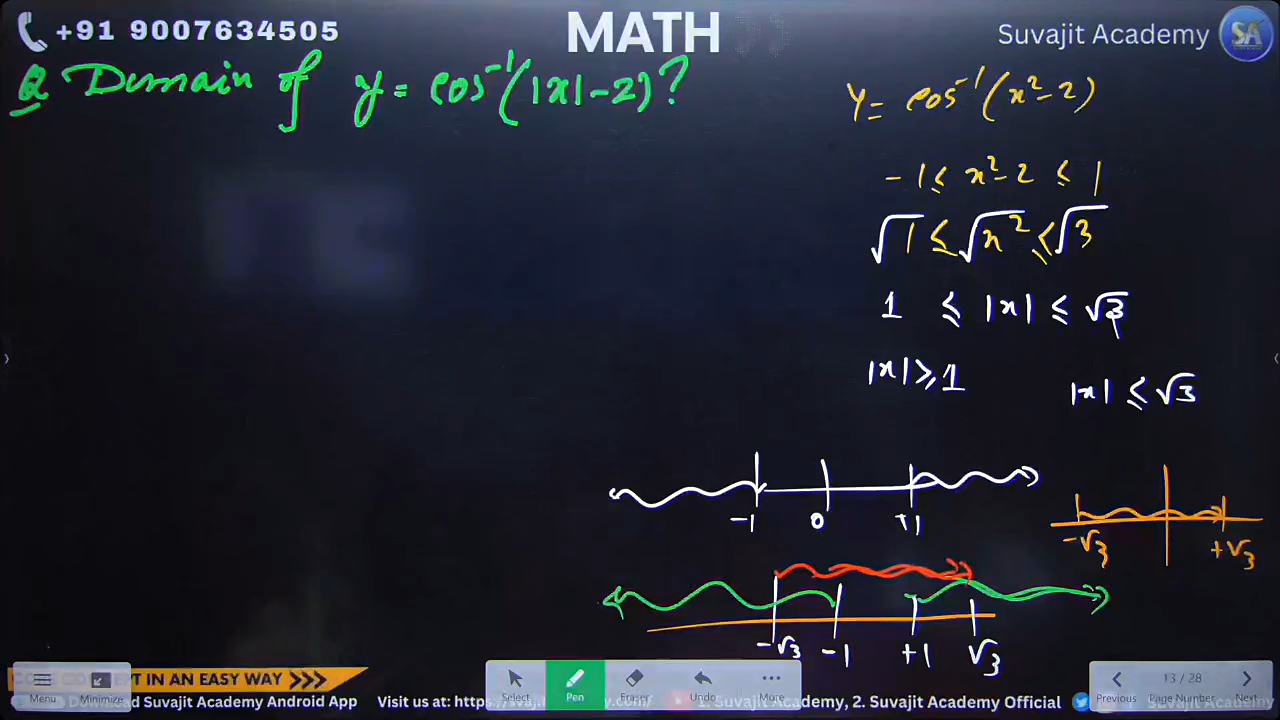 +91 9007634505
MATH
Suvajit Academy
SA
Q Domain of y = cos⁻¹(|x|-2)?
y = cos⁻¹(x²-2)
-1 ≤ x²-2 ≤ 1
√1 ≤ √x² ≤ √3
1 ≤ |x| ≤ √3
|x| ≥ 1
|x| ≤ √3
-1 0 +1
-√3 +√3
-√3 -1 +1 √3
IN AN EASY WAY
Menu Minimize Select Pen Eraser Undo More Previous Page Number Next
13 / 28
Suvajit Academy Android App
Visit us at: https://
1. Suvajit Academy, 2. Suvajit Academy Official